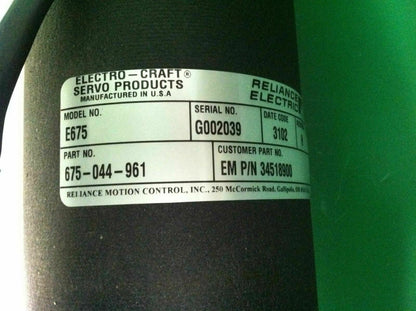 ELECTRO-CRAFT®
SERVO PRODUCTS
MANUFACTURED IN U.S.A
RELIANCE
ELECTRIC
MODEL NO. SERIAL NO. DATE CODE
E675 G002039 3102
PART NO. CUSTOMER PART NO.
675-044-961 EM P/N 34518900
RELIANCE MOTION CONTROL, INC., 250 McCormick Road, Gallipolis,